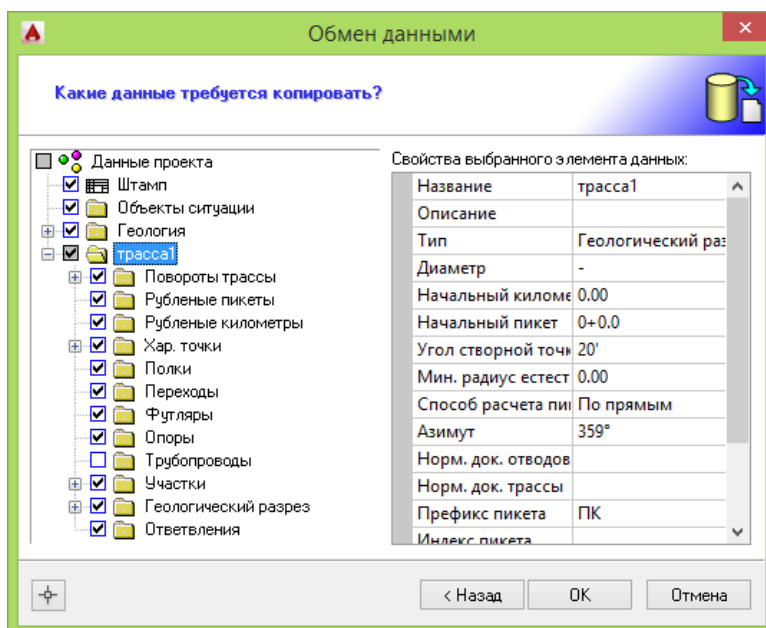 Обмен данными
Какие данные требуется копировать?
Данные проекта
Штамп
Объекты ситуации
Геология
трасса1
Повороты трассы
Рубленые пикеты
Рубленые километры
Хар. точки
Полки
Переходы
Футляры
Опоры
Трубопроводы
Участки
Геологический разрез
Ответвления
Свойства выбранного элемента данных:
Название трасса1
Описание
Тип Геологический раз
Диаметр -
Начальный киломе 0.00
Начальный пикет 0+0.0
Угол створной точк 20'
Мин. радиус естест 0.00
Способ расчета пи По прямым
Азимут 359°
Норм. док. отводов
Норм. док. трассы
Префикс пикета ПК
Индекс пикета
< Назад
OK
Отмена